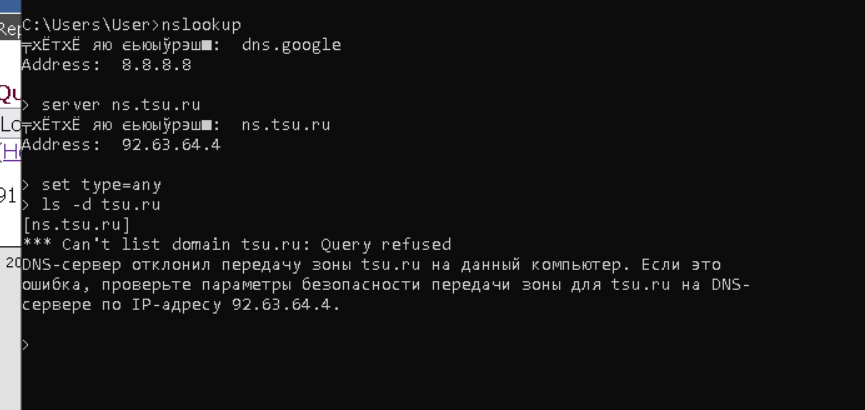 C:\Users\User>nslookup
╤хЁтхЁ яю єьюыўрэш■:  dns.google
Address:  8.8.8.8
> server ns.tsu.ru
╤хЁтхЁ яю єьюыўрэш■:  ns.tsu.ru
Address:  92.63.64.4
> set type=any
> ls -d tsu.ru
[ns.tsu.ru]
*** Can't list domain tsu.ru: Query refused
DNS-сервер отклонил передачу зоны tsu.ru на данный компьютер. Если это
ошибка, проверьте параметры безопасности передачи зоны для tsu.ru на DNS-
сервере по IP-адресу 92.63.64.4.
>
Rep
Qu
Lo
(He
91
20